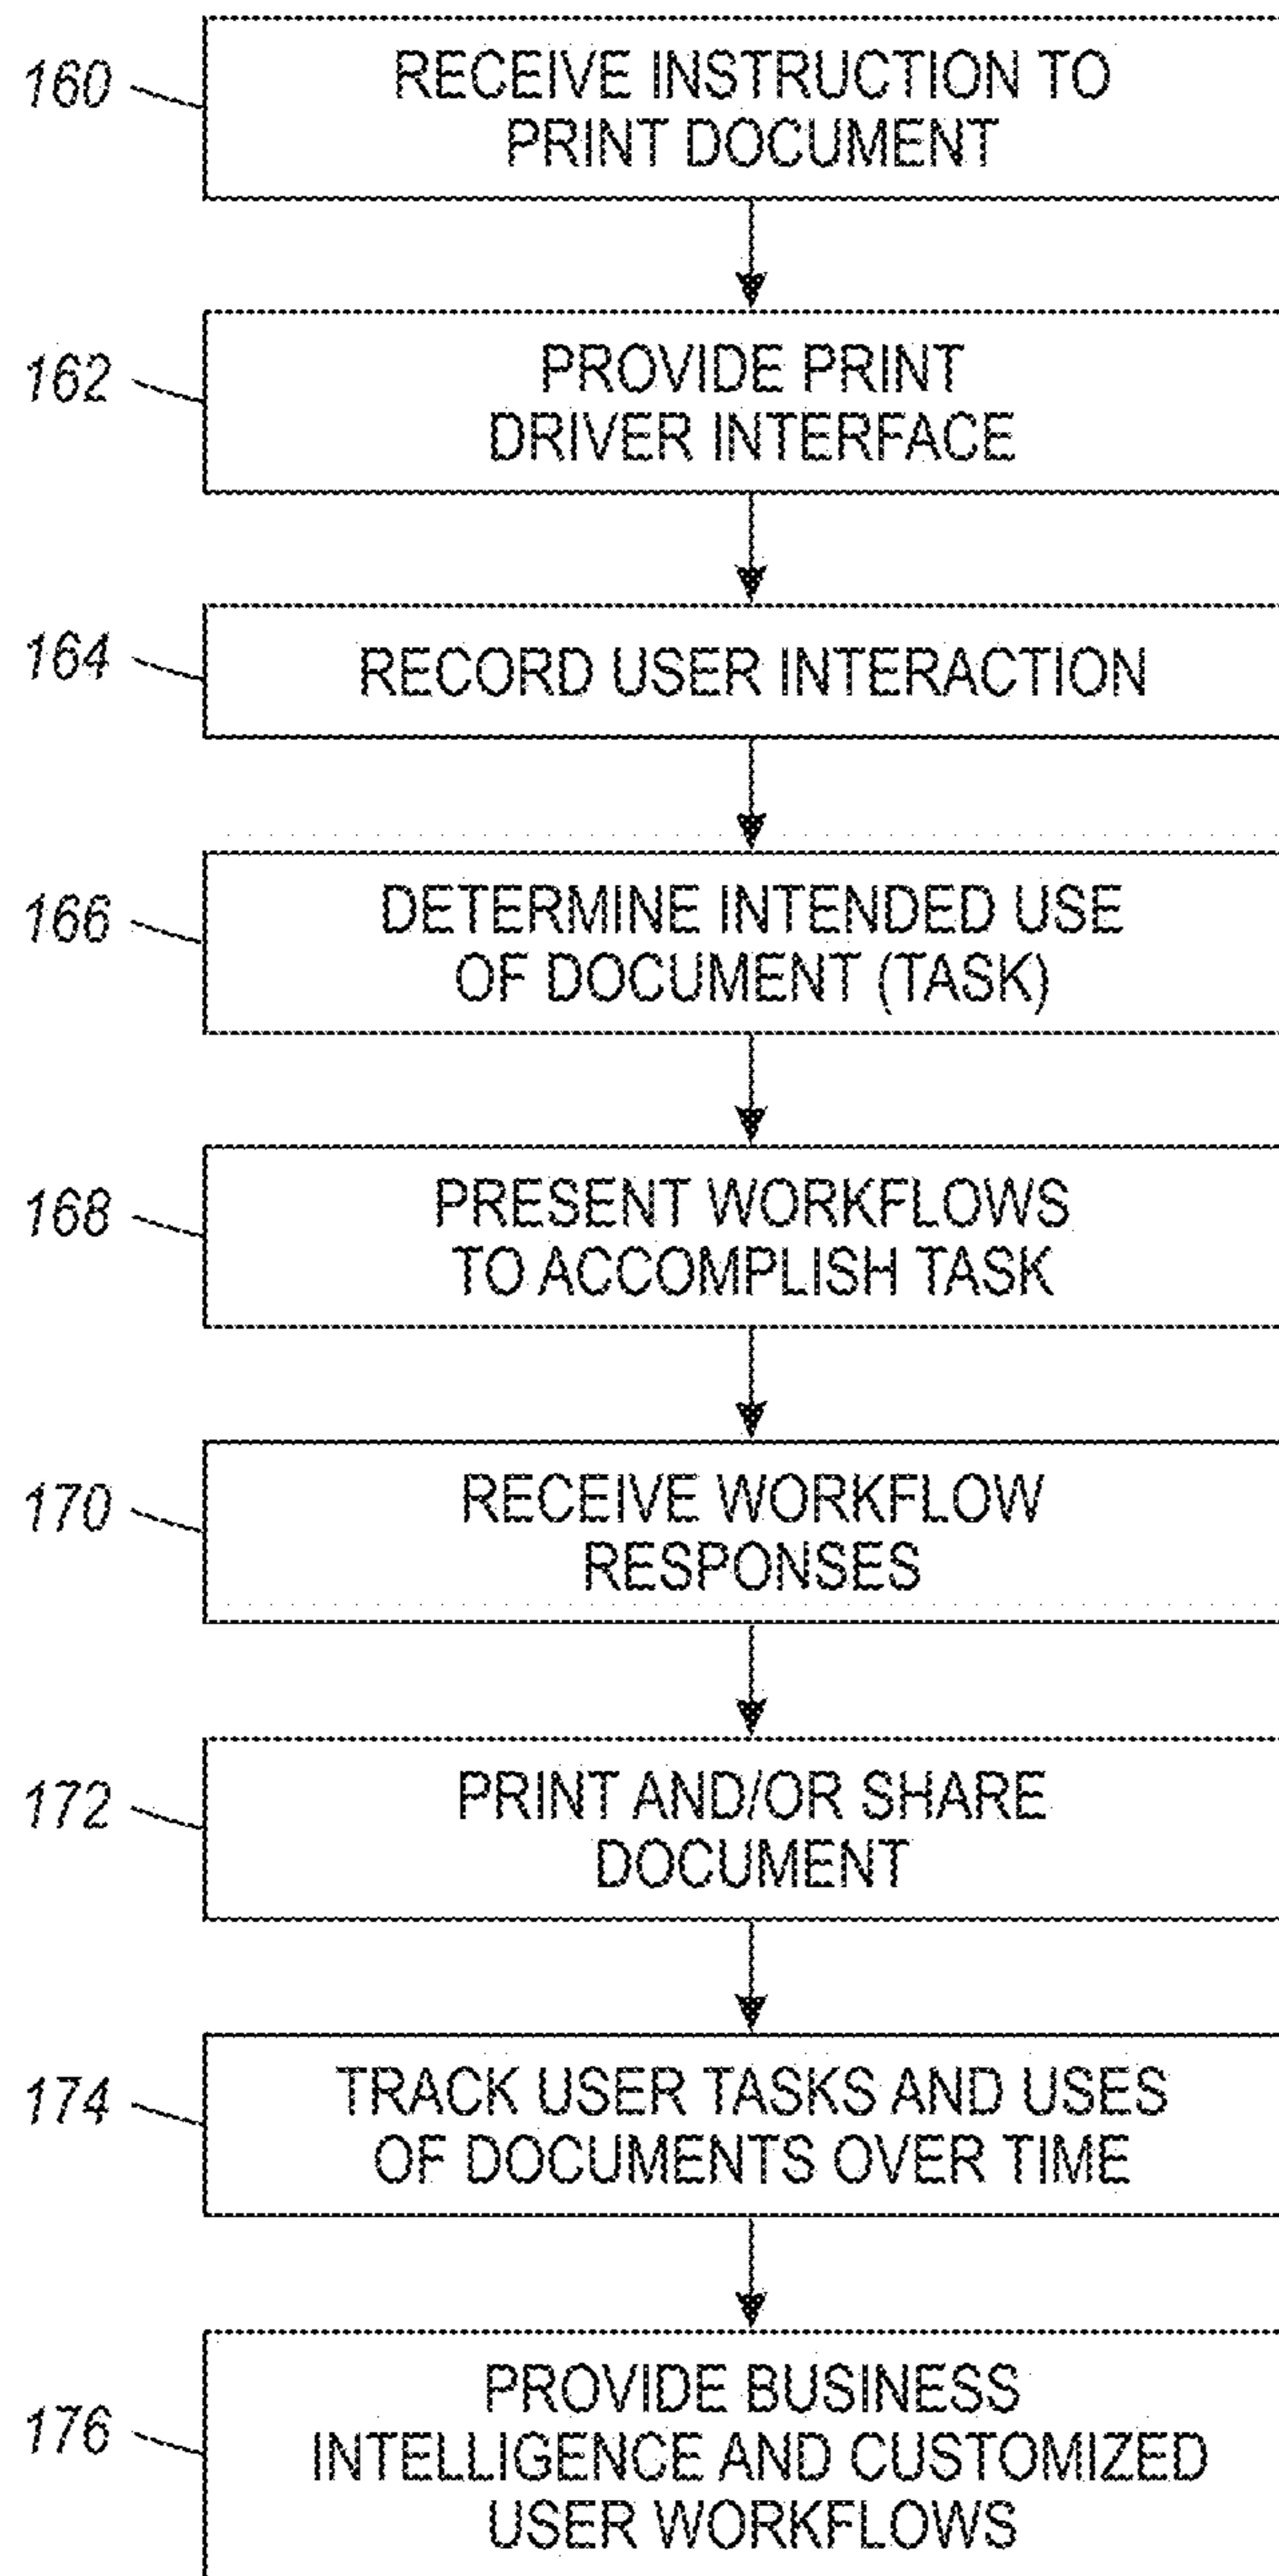 160
RECEIVE INSTRUCTION TO
PRINT DOCUMENT
162
PROVIDE PRINT
DRIVER INTERFACE
164
RECORD USER INTERACTION
166
DETERMINE INTENDED USE
OF DOCUMENT (TASK)
168
PRESENT WORKFLOWS
TO ACCOMPLISH TASK
170
RECEIVE WORKFLOW
RESPONSES
172
PRINT AND/OR SHARE
DOCUMENT
174
TRACK USER TASKS AND USES
OF DOCUMENTS OVER TIME
176
PROVIDE BUSINESS
INTELLIGENCE AND CUSTOMIZED
USER WORKFLOWS